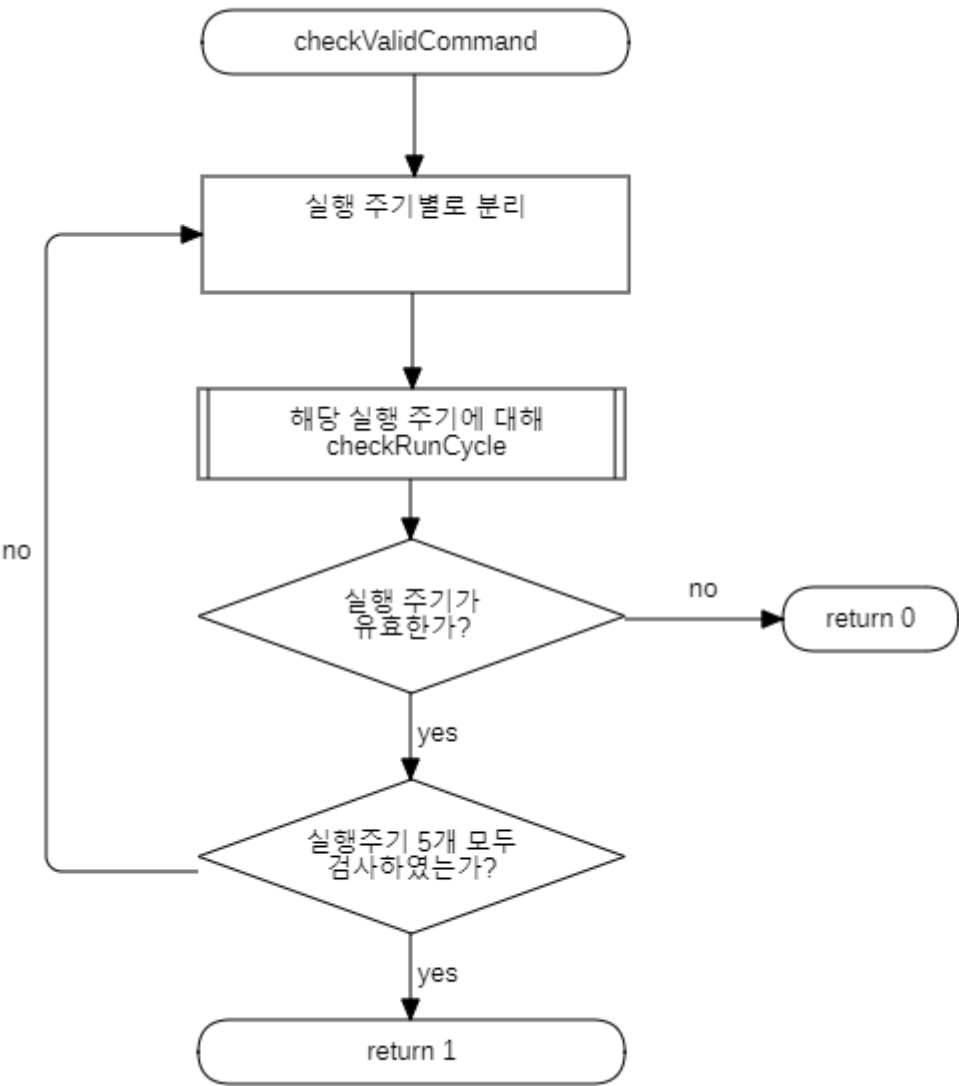 checkValidCommand
실행 주기별로 분리
해당 실행 주기에 대해
checkRunCycle
실행 주기가
유효한가?
no
return 0
no
yes
실행주기 5개 모두
검사하였는가?
yes
return 1